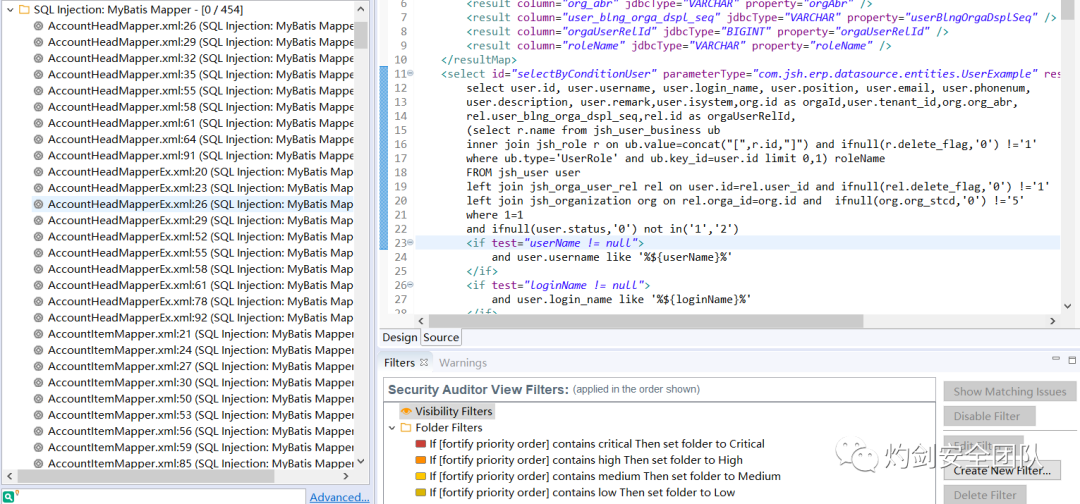 SQL Injection: MyBatis Mapper - [0 / 454]
AccountHeadMapper.xml:26 (SQL Injection: MyBatis Mappe
AccountHeadMapper.xml:29 (SQL Injection: MyBatis Mappe
AccountHeadMapper.xml:32 (SQL Injection: MyBatis Mappe
AccountHeadMapper.xml:35 (SQL Injection: MyBatis Mappe
AccountHeadMapper.xml:55 (SQL Injection: MyBatis Mappe
AccountHeadMapper.xml:58 (SQL Injection: MyBatis Mappe
AccountHeadMapper.xml:61 (SQL Injection: MyBatis Mappe
AccountHeadMapper.xml:64 (SQL Injection: MyBatis Mappe
AccountHeadMapper.xml:91 (SQL Injection: MyBatis Mappe
AccountHeadMapperEx.xml:20 (SQL Injection: MyBatis Map
AccountHeadMapperEx.xml:23 (SQL Injection: MyBatis Map
AccountHeadMapperEx.xml:26 (SQL Injection: MyBatis Map
AccountHeadMapperEx.xml:29 (SQL Injection: MyBatis Map
AccountHeadMapperEx.xml:52 (SQL Injection: MyBatis Map
AccountHeadMapperEx.xml:55 (SQL Injection: MyBatis Map
AccountHeadMapperEx.xml:58 (SQL Injection: MyBatis Map
AccountHeadMapperEx.xml:61 (SQL Injection: MyBatis Map
AccountHeadMapperEx.xml:78 (SQL Injection: MyBatis Map
AccountHeadMapperEx.xml:92 (SQL Injection: MyBatis Map
AccountItemMapper.xml:21 (SQL Injection: MyBatis Mapper
AccountItemMapper.xml:24 (SQL Injection: MyBatis Mapper
AccountItemMapper.xml:27 (SQL Injection: MyBatis Mapper
AccountItemMapper.xml:30 (SQL Injection: MyBatis Mapper
AccountItemMapper.xml:50 (SQL Injection: MyBatis Mapper
AccountItemMapper.xml:53 (SQL Injection: MyBatis Mapper
AccountItemMapper.xml:56 (SQL Injection: MyBatis Mapper
AccountItemMapper.xml:59 (SQL Injection: MyBatis Mapper
AccountItemMapper.xml:85 (SQL Injection: MyBatis Mapper
Advanced...
6 <result column="org_abr" jdbcType="VARCHAR" property="orgAbr" />
7 <result column="user_blng_orga_dspl_seq" jdbcType="VARCHAR" property="userBlngOrgaDsplSeq" />
8 <result column="orgaUserRelId" jdbcType="BIGINT" property="orgaUserRelId" />
9 <result column="roleName" jdbcType="VARCHAR" property="roleName" />
10 </resultMap>
11 <select id="selectByConditionUser" parameterType="com.jsh.erp.datasource.entities.UserExample" res
12 select user.id, user.username, user.login_name, user.position, user.email, user.phonenum,
13 user.description, user.remark,user.isystem,org.id as orgaId,user.tenant_id,org.org_abr,
14 rel.user_blng_orga_dspl_seq,rel.id as orgaUserRelId,
15 (select r.name from jsh_user_business ub
16 inner join jsh_role r on ub.value=concat("[",r.id,"]") and ifnull(r.delete_flag,'0') !='1'
17 where ub.type='UserRole' and ub.key_id=user.id limit 0,1) roleName
18 FROM jsh_user user
19 left join jsh_orga_user_rel rel on user.id=rel.user_id and ifnull(rel.delete_flag,'0') !='1'
20 left join jsh_organization org on rel.orga_id=org.id and ifnull(org.org_stcd,'0') !='5'
21 where 1=1
22 and ifnull(user.status,'0') not in('1','2')
23 <if test="userName != null">
24 and user.username like '%${userName}%'
25 </if>
26 <if test="loginName != null">
27 and user.login_name like '%${loginName}%'
28 </if>
Design Source
Filters Warnings
Security Auditor View Filters: (applied in the order shown)
Visibility Filters
Folder Filters
If [fortify priority order] contains critical Then set folder to Critical
If [fortify priority order] contains high Then set folder to High
If [fortify priority order] contains medium Then set folder to Medium
If [fortify priority order] contains low Then set folder to Low
Show Matching Issues
Disable Filter
Edit Filter
Create New Filter...
Delete Filter
灼剑安全团队